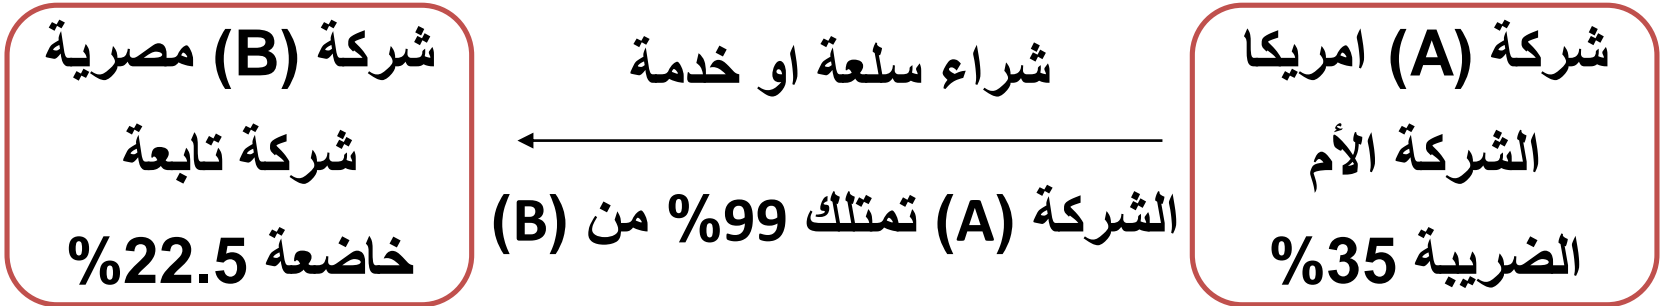 شركة (A) امريكا
الشركة الأم
الضريبة 35%
شراء سلعة او خدمة
الشركة (A) تمتلك 99% من (B)
شركة (B) مصرية
شركة تابعة
خاضعة 22.5%